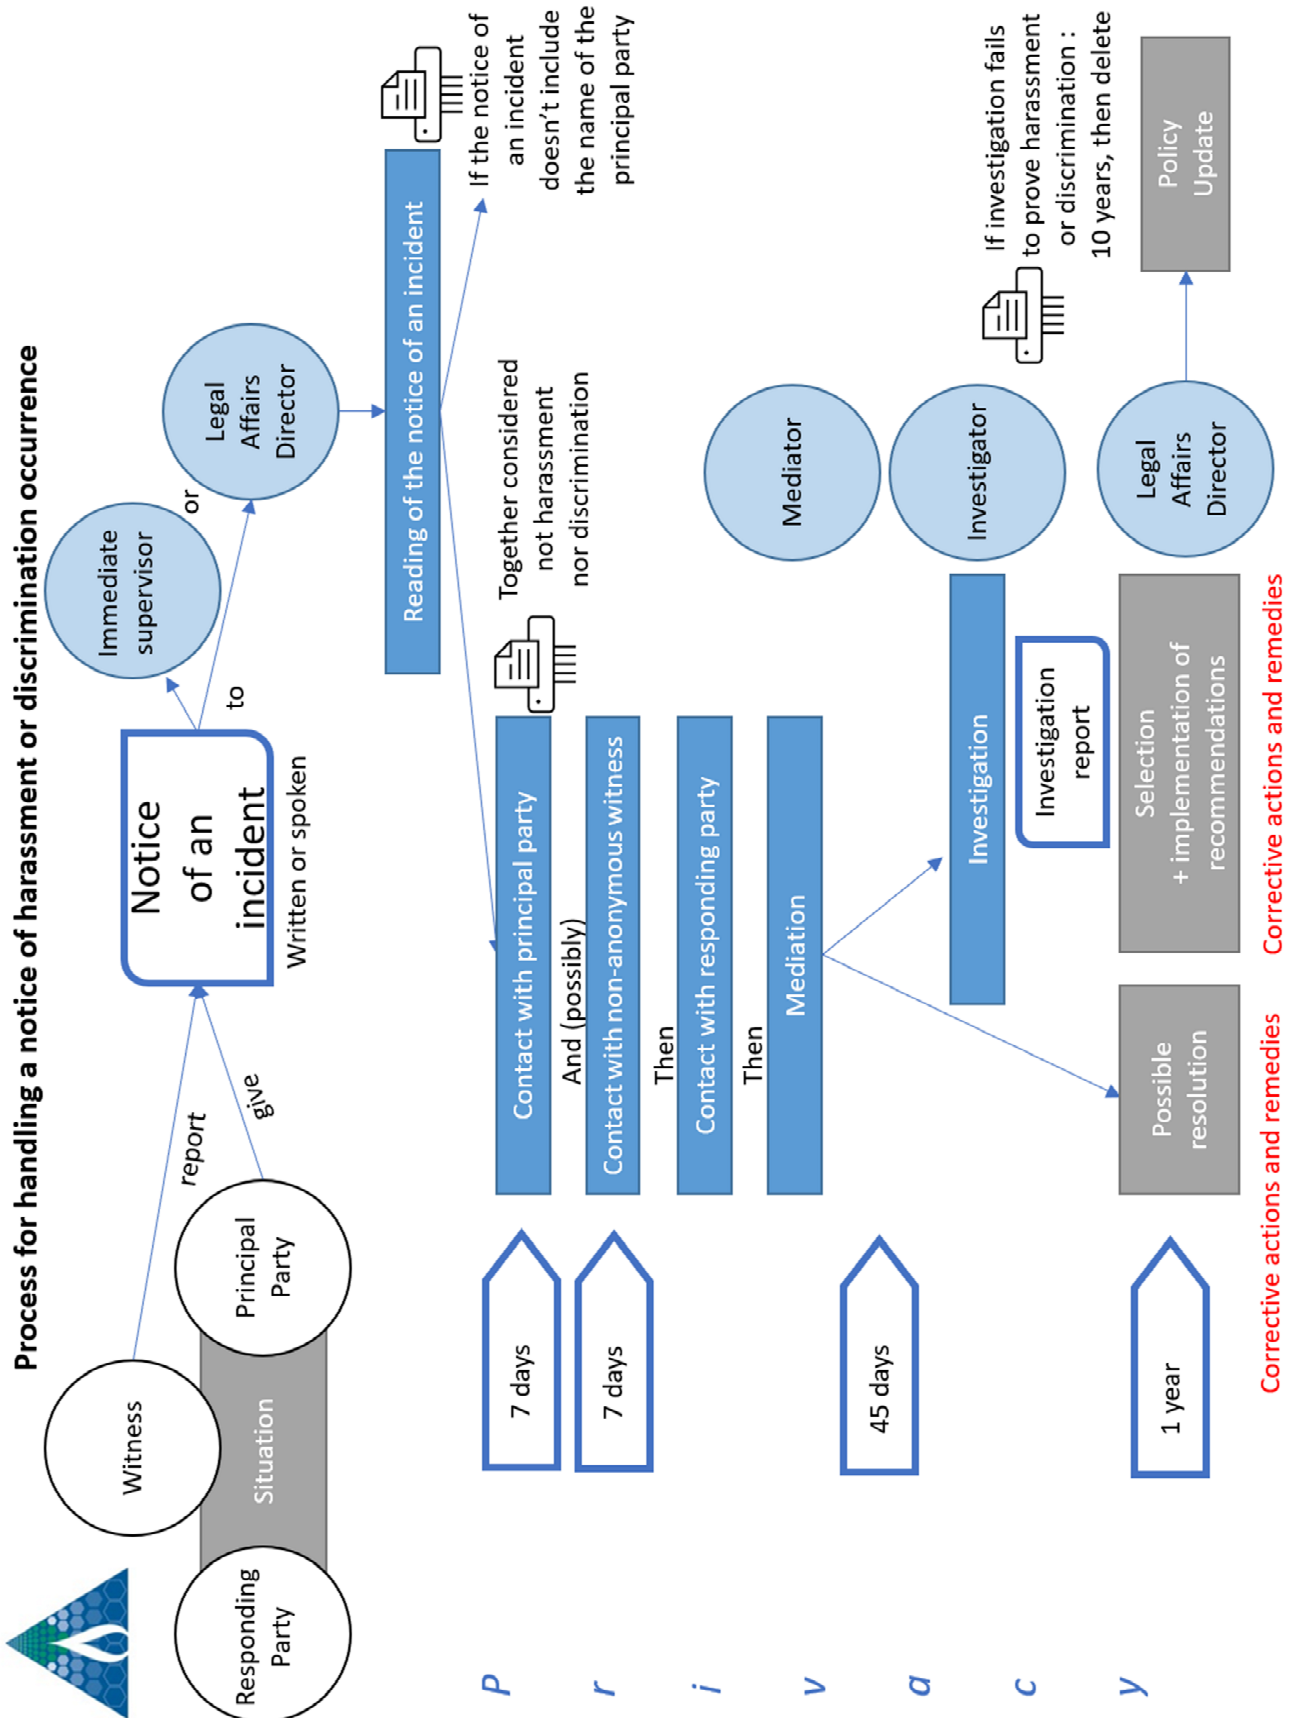 Process for handling a notice of harassment or discrimination occurrence
Witness
Responding
Party
Situation
Principal
Party
report
give
Notice
of an
incident
Written or spoken
to
Immediate
supervisor
or
Legal
Affairs
Director
Reading of the notice of an incident
If the notice of
an incident
doesn't include
the name of the
principal party
Together considered
not harassment
nor discrimination
P
r
i
v
a
c
y
7 days
Contact with principal party
And (possibly)
7 days
Contact with non-anonymous witness
Then
Contact with responding party
Then
Mediation
Mediator
45 days
Investigation
Investigator
Investigation
report
If investigation fails
to prove harassment
or discrimination :
10 years, then delete
1 year
Possible
resolution
Selection
+ implementation of
recommendations
Legal
Affairs
Director
Policy
Update
Corrective actions and remedies
Corrective actions and remedies